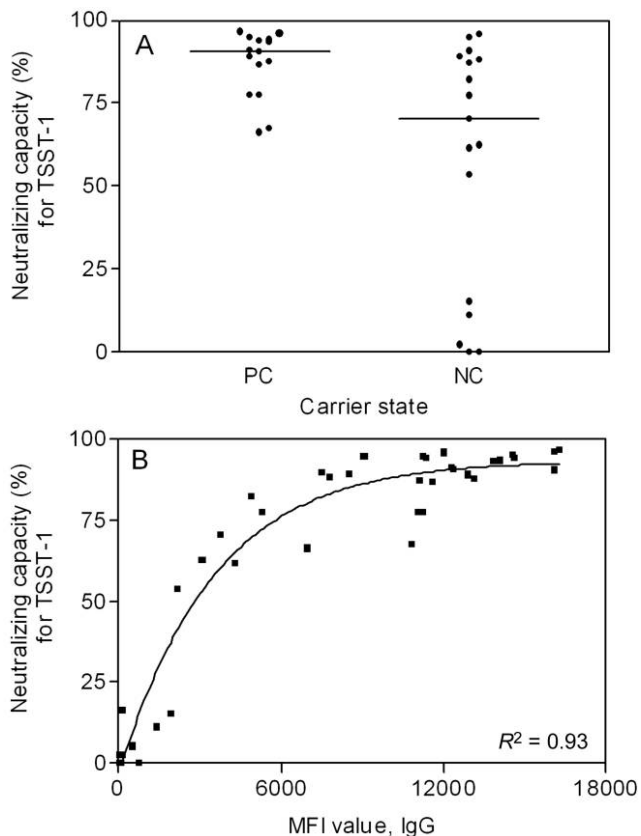 A
Neutralizing capacity (%)
for TSST-1
100
75
50
25
0
PC
NC
Carrier state
B
Neutralizing capacity (%)
for TSST-1
100
75
50
25
0
R² = 0.93
0
6000
12000
18000
MFI value, IgG